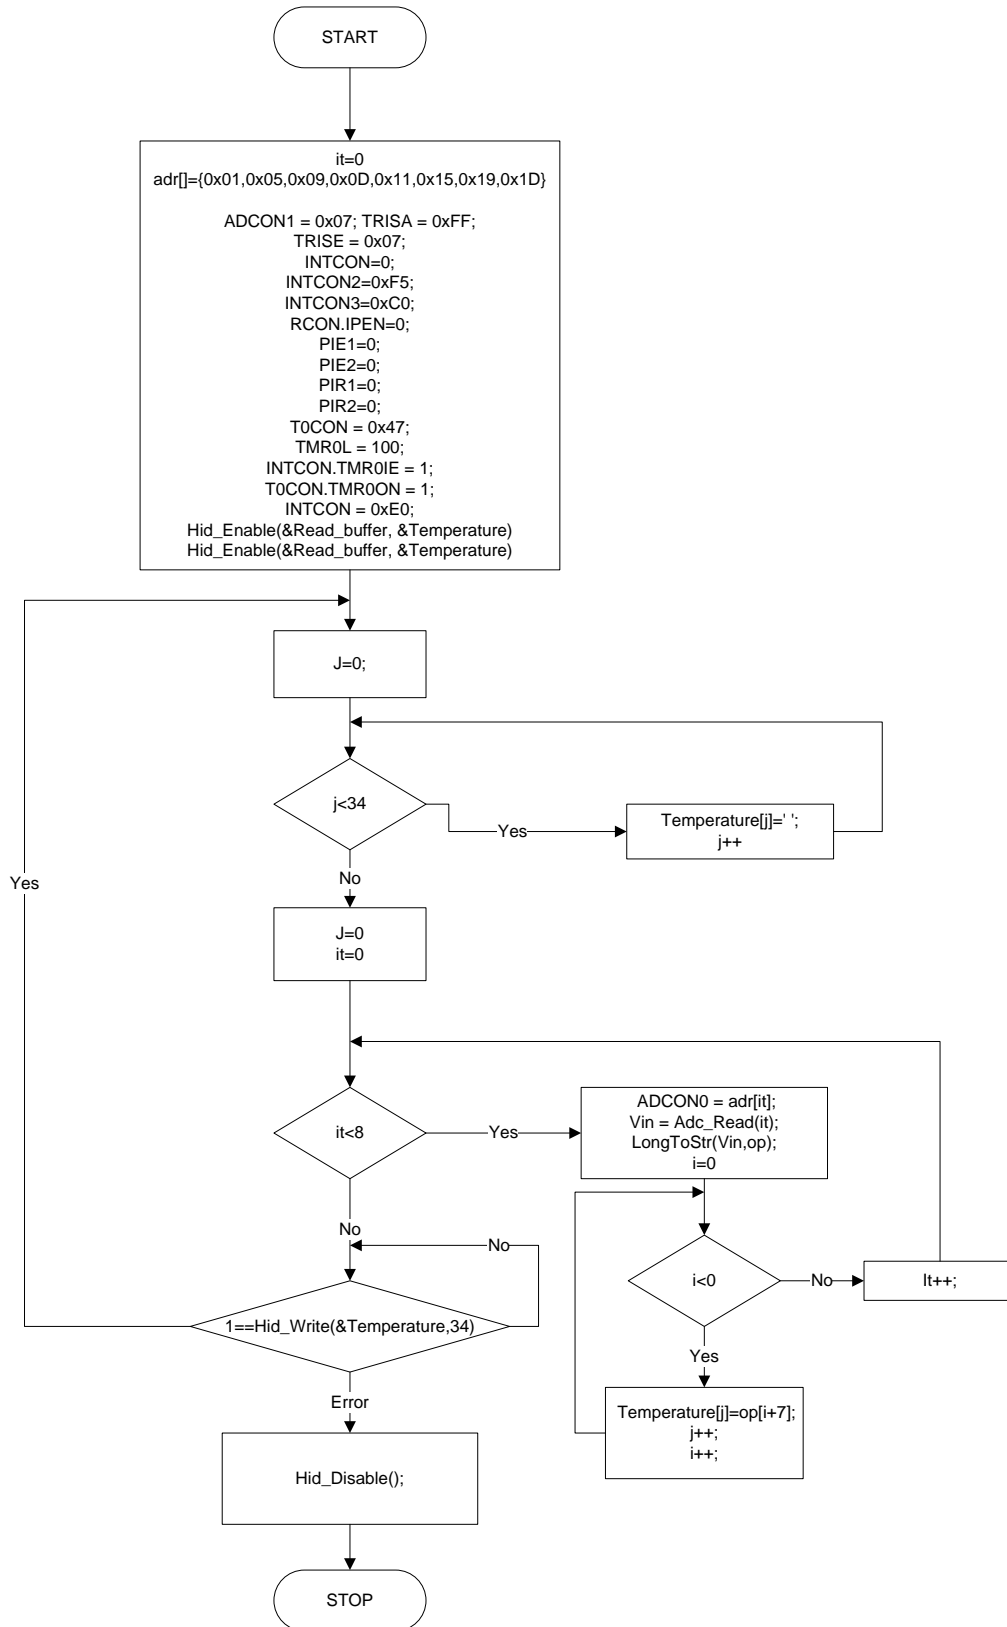 START
it=0
adr[]={0x01,0x05,0x09,0x0D,0x11,0x15,0x19,0x1D}
ADCON1 = 0x07; TRISA = 0xFF;
TRISE = 0x07;
INTCON=0;
INTCON2=0xF5;
INTCON3=0xC0;
RCON.IPEN=0;
PIE1=0;
PIE2=0;
PIR1=0;
PIR2=0;
T0CON = 0x47;
TMR0L = 100;
INTCON.TMR0IE = 1;
T0CON.TMR0ON = 1;
INTCON = 0xE0;
Hid_Enable(&Read_buffer, &Temperature)
Hid_Enable(&Read_buffer, &Temperature)
J=0;
j<34
Yes
Temperature[j]=' ';
j++
Yes
No
J=0
it=0
it<8
Yes
ADCON0 = adr[it];
Vin = Adc_Read(it);
LongToStr(Vin,op);
i=0
No
No
i<0
No
It++;
1==Hid_Write(&Temperature,34)
Yes
Error
Temperature[j]=op[i+7];
j++;
i++;
Hid_Disable();
STOP